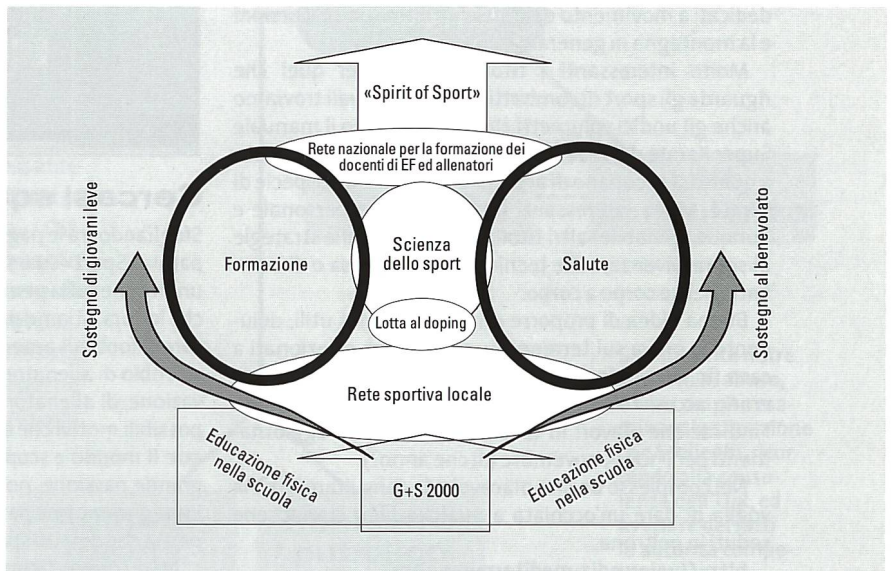 «Spirit of Sport»
Rete nazionale per la formazione dei
docenti di EF ed allenatori
Sostegno di giovani leve
Formazione
Scienza
dello sport
Salute
Sostegno al benevolato
Lotta al doping
Rete sportiva locale
Educazione fisica
nella scuola
G+S 2000
Educazione fisica
nella scuola